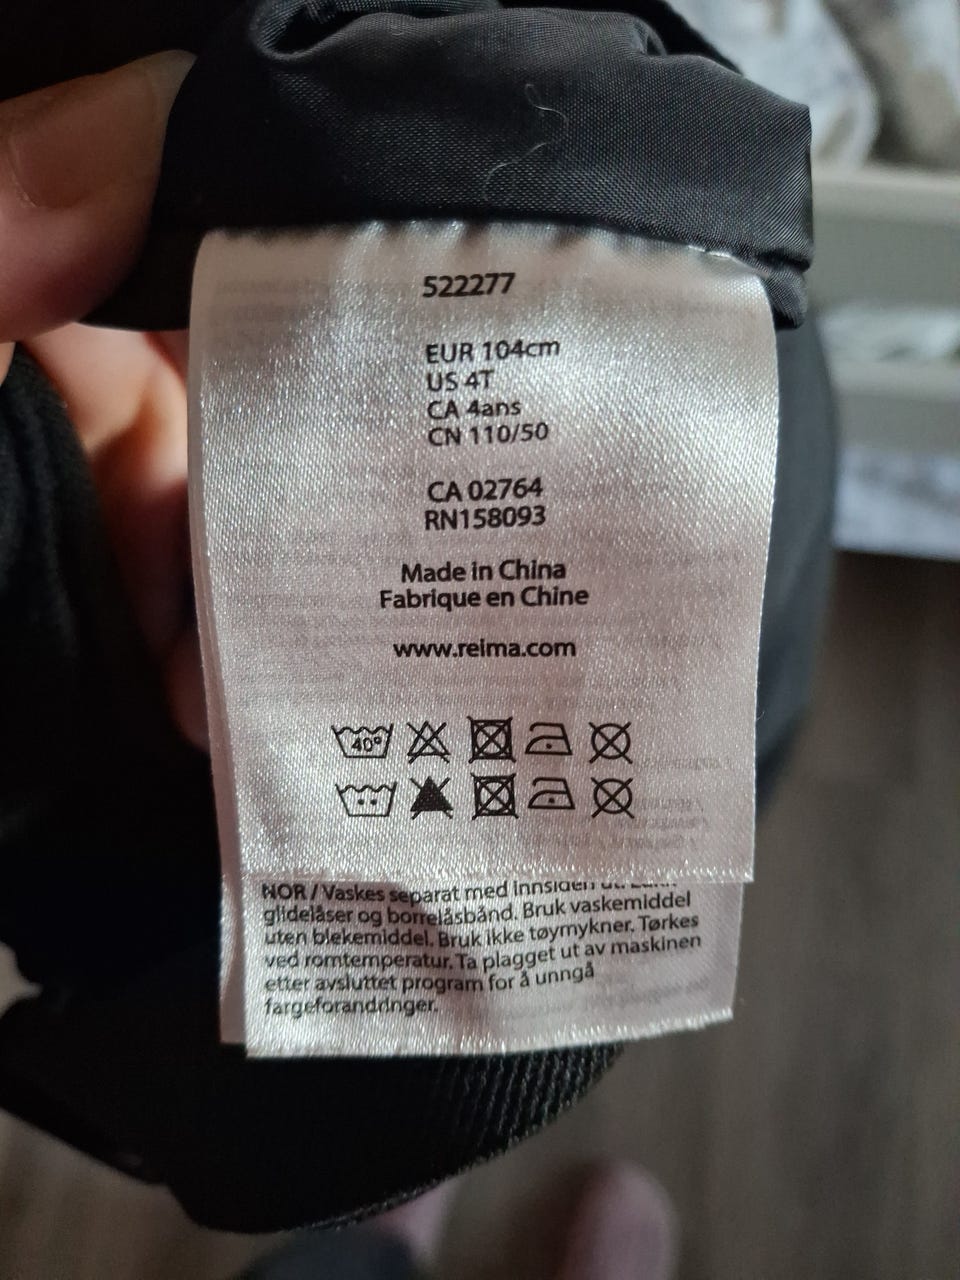 522277
EUR 104cm
US 4T
CA 4ans
CN 110/50
CA 02764
RN158093
Made in China
Fabrique en Chine
www.reima.com
40°
NOR / Vaskes separat med innsiden ut.
glidelåser og borrelåsbånd. Bruk vaskemiddel
uten blekemiddel. Bruk ikke tøymykner. Tørkes
ved romtemperatur. Ta plagget ut av maskinen
etter avsluttet program for å unngå
fargeforandringer.